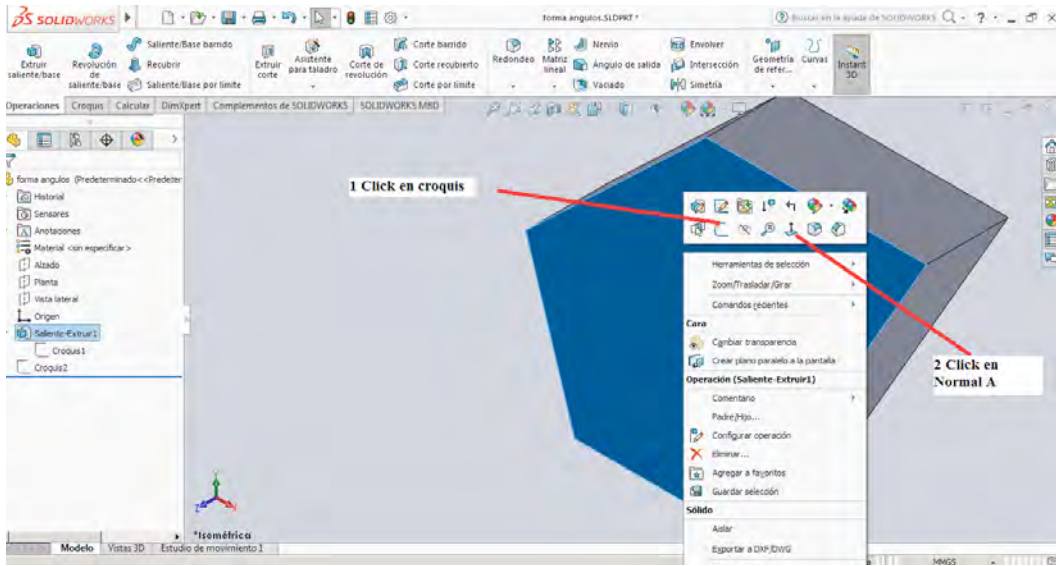 SOLIDWORKS
forma angulos.SLDPRT *
Buscar en la ayuda de SOLIDWORKS
Extruir saliente/base
Revolución de saliente/base
Saliente/Base barrido
Recubrir
Saliente/Base por límite
Extruir corte
Asistente para taladro
Corte de revolución
Corte barrido
Corte recubierto
Corte por límite
Redondeo
Matriz lineal
Nervio
Ángulo de salida
Vaciado
Envolver
Intersección
Simetría
Geometría de refer...
Curvas
Instant 3D
Operaciones Croquis Calcular DimXpert Complementos de SOLIDWORKS SOLIDWORKS MBD
forma angulos (Predeterminado<<Predeter
Historial
Sensores
Anotaciones
Material <sin especificar>
Alzado
Planta
Vista lateral
Origen
Saliente-Extruir1
Croquis1
Croquis2
1 Click en croquis
2 Click en
Normal A
Herramientas de selección
Zoom/Trasladar/Girar
Comandos recientes
Cara
Cambiar transparencia
Crear plano paralelo a la pantalla
Operación (Saliente-Extruir1)
Comentario
Padre/Hijo...
Configurar operación
Eliminar...
Agregar a favoritos
Guardar selección
Sólido
Aislar
Exportar a DXF/DWG
*Isométrica
Modelo Vistas 3D Estudio de movimiento 1
MMGS